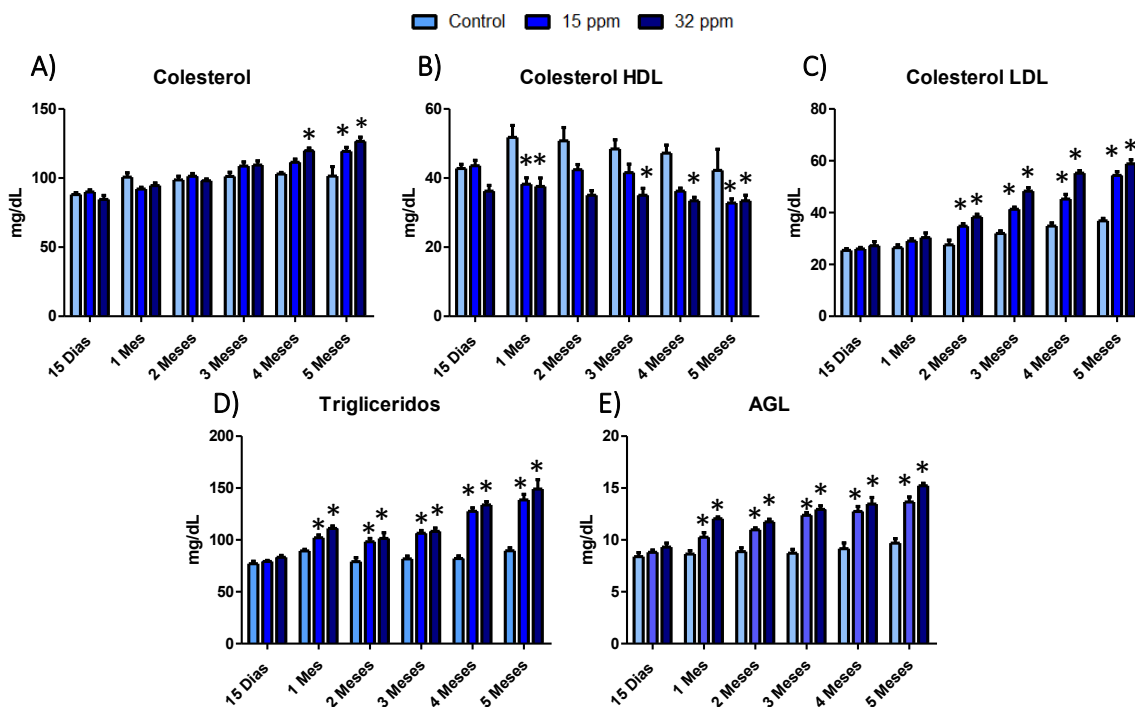 Control 15 ppm 32 ppm
A) Colesterol
mg/dL
150
100
50
0
* * *
15 Dias 1 Mes 2 Meses 3 Meses 4 Meses 5 Meses
B) Colesterol HDL
mg/dL
60
40
20
0
** * * * *
15 Dias 1 Mes 2 Meses 3 Meses 4 Meses 5 Meses
C) Colesterol LDL
mg/dL
80
60
40
20
0
* * * * * * * *
15 Dias 1 Mes 2 Meses 3 Meses 4 Meses 5 Meses
D) Trigliceridos
mg/dL
200
150
100
50
0
* * * * * * * * * *
15 Dias 1 Mes 2 Meses 3 Meses 4 Meses 5 Meses
E) AGL
mg/dL
20
15
10
5
0
* * * * * * * * * *
15 Dias 1 Mes 2 Meses 3 Meses 4 Meses 5 Meses